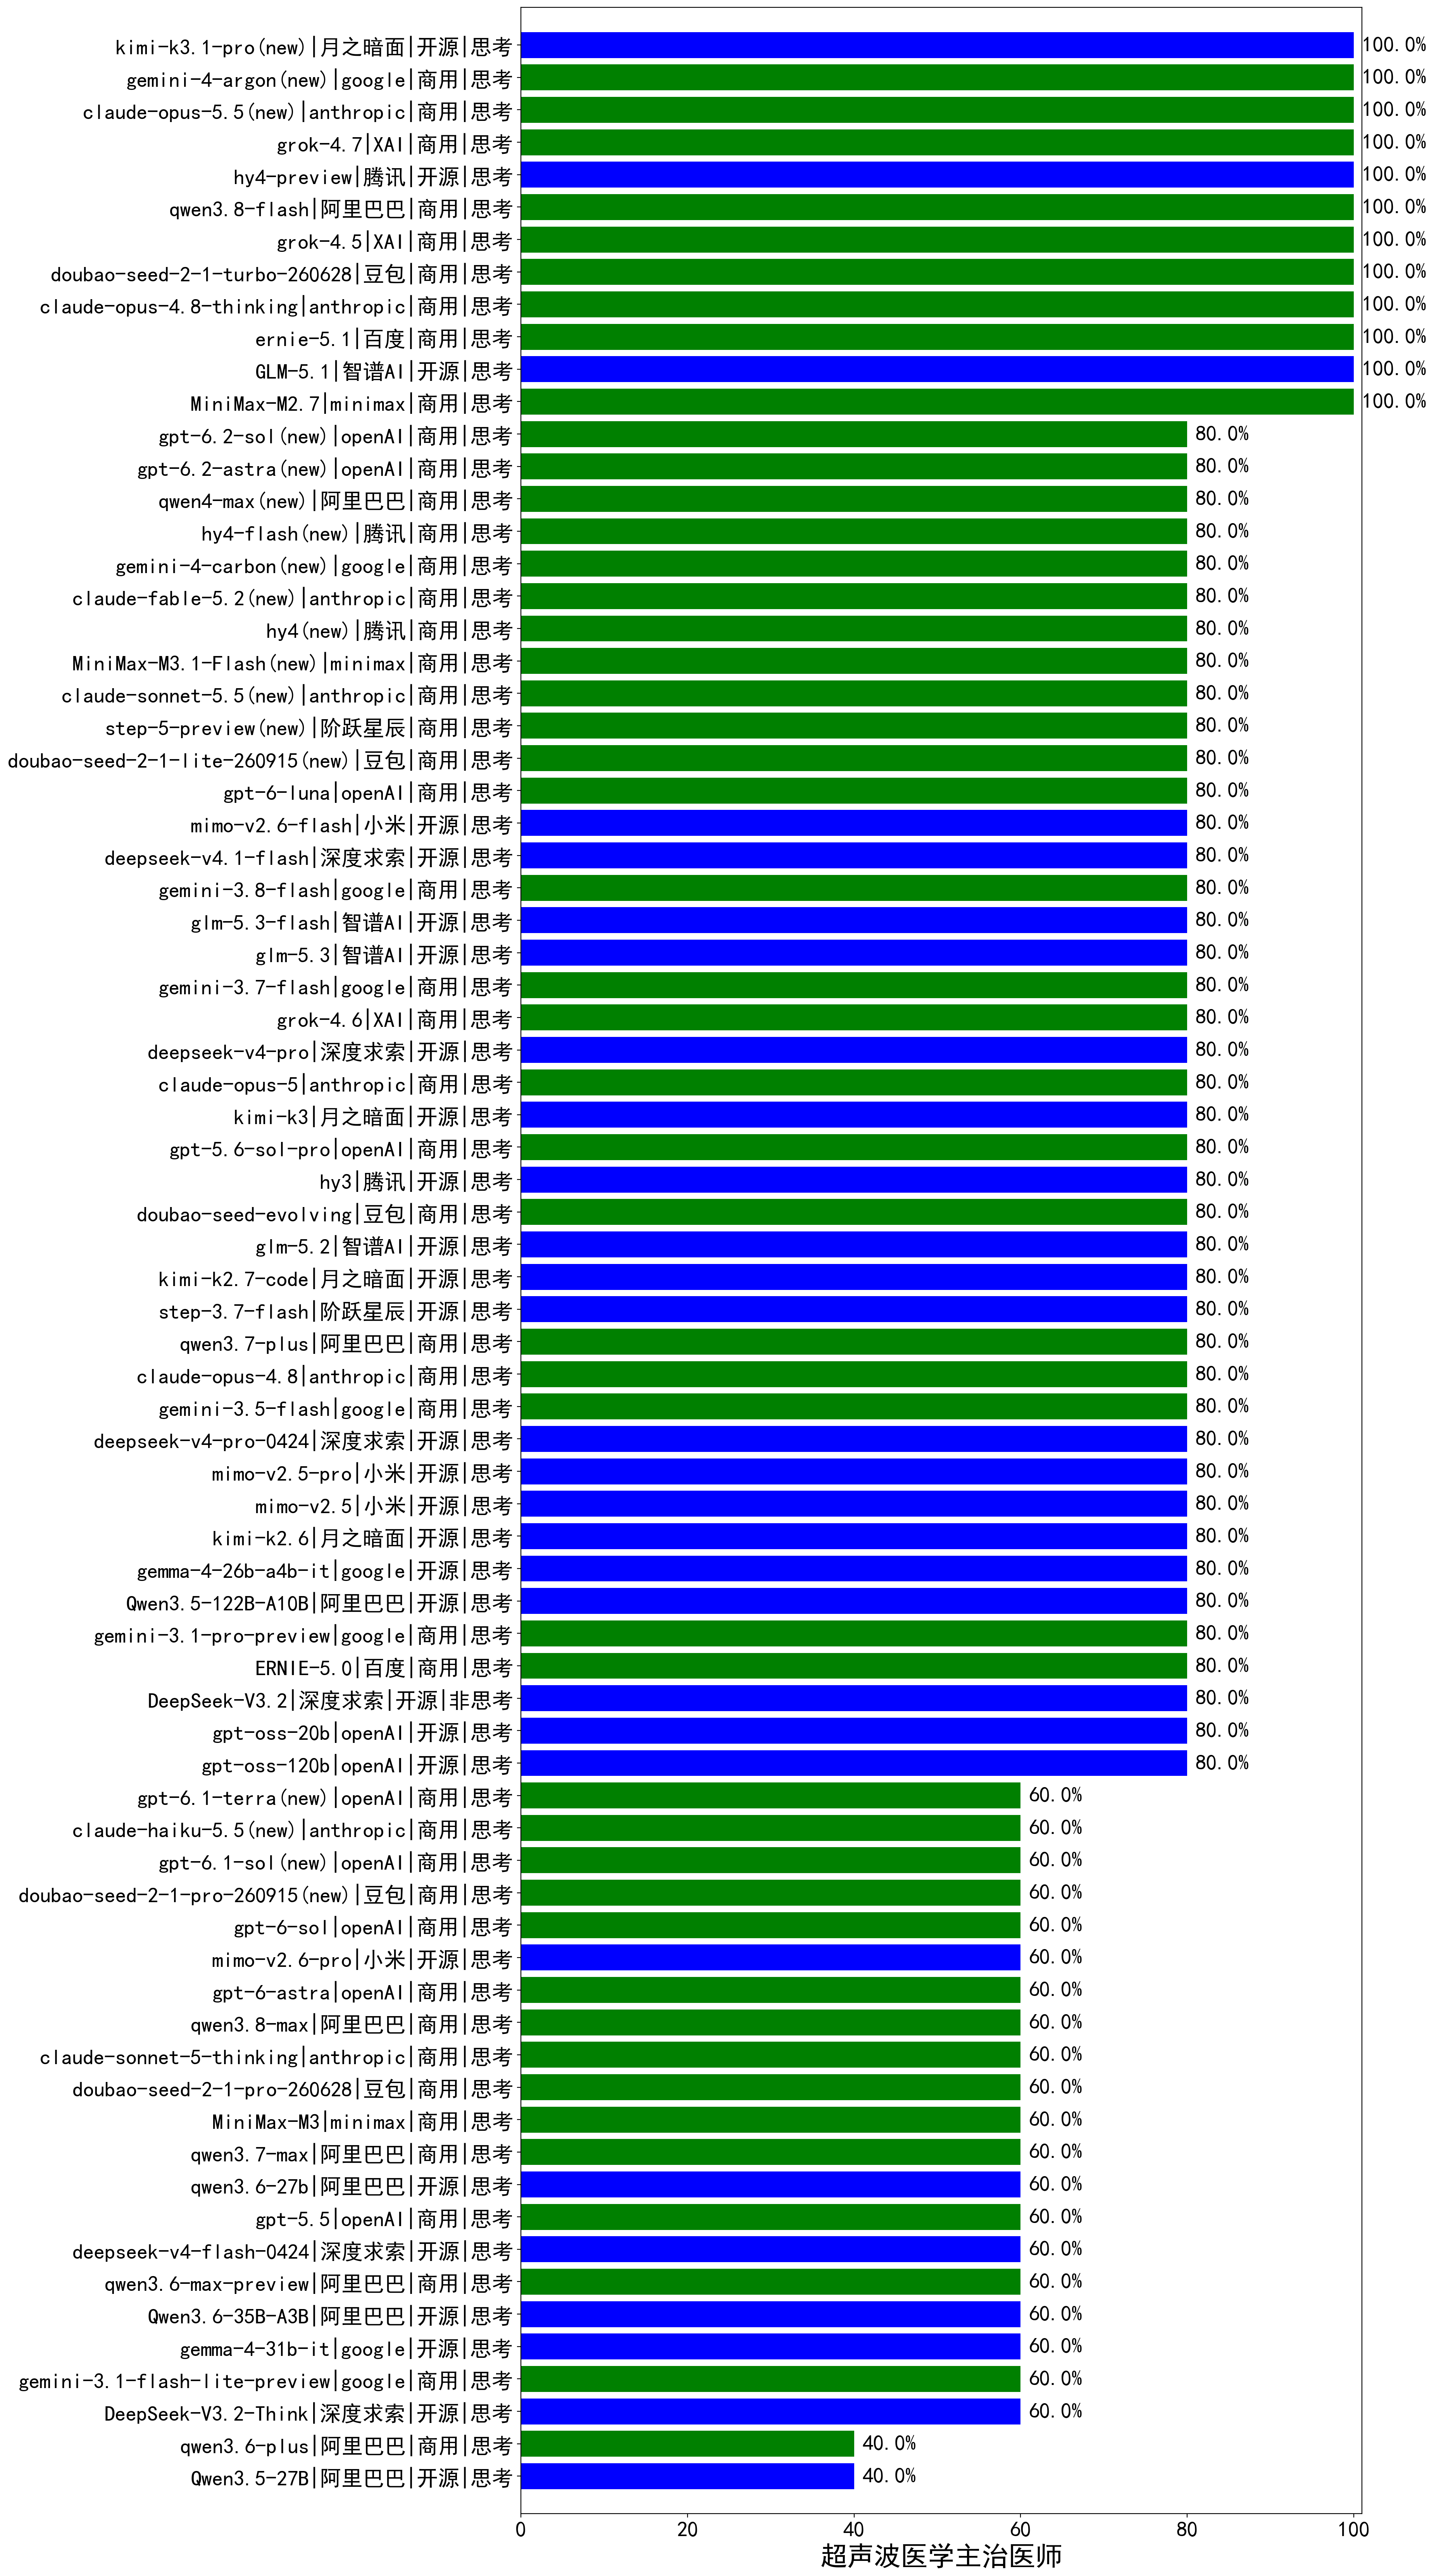 kimi-k3.1-pro(new)|月之暗面|开源|思考 100.0%
gemini-4-argon(new)|google|商用|思考 100.0%
claude-opus-5.5(new)|anthropic|商用|思考 100.0%
grok-4.7|XAI|商用|思考 100.0%
hy4-preview|腾讯|开源|思考 100.0%
qwen3.8-flash|阿里巴巴|商用|思考 100.0%
grok-4.5|XAI|商用|思考 100.0%
doubao-seed-2-1-turbo-260628|豆包|商用|思考 100.0%
claude-opus-4.8-thinking|anthropic|商用|思考 100.0%
ernie-5.1|百度|商用|思考 100.0%
GLM-5.1|智谱AI|开源|思考 100.0%
MiniMax-M2.7|minimax|商用|思考 100.0%
gpt-6.2-sol(new)|openAI|商用|思考 80.0%
gpt-6.2-astra(new)|openAI|商用|思考 80.0%
qwen4-max(new)|阿里巴巴|商用|思考 80.0%
hy4-flash(new)|腾讯|商用|思考 80.0%
gemini-4-carbon(new)|google|商用|思考 80.0%
claude-fable-5.2(new)|anthropic|商用|思考 80.0%
hy4(new)|腾讯|商用|思考 80.0%
MiniMax-M3.1-Flash(new)|minimax|商用|思考 80.0%
claude-sonnet-5.5(new)|anthropic|商用|思考 80.0%
step-5-preview(new)|阶跃星辰|商用|思考 80.0%
doubao-seed-2-1-lite-260915(new)|豆包|商用|思考 80.0%
gpt-6-luna|openAI|商用|思考 80.0%
mimo-v2.6-flash|小米|开源|思考 80.0%
deepseek-v4.1-flash|深度求索|开源|思考 80.0%
gemini-3.8-flash|google|商用|思考 80.0%
glm-5.3-flash|智谱AI|开源|思考 80.0%
glm-5.3|智谱AI|开源|思考 80.0%
gemini-3.7-flash|google|商用|思考 80.0%
grok-4.6|XAI|商用|思考 80.0%
deepseek-v4-pro|深度求索|开源|思考 80.0%
claude-opus-5|anthropic|商用|思考 80.0%
kimi-k3|月之暗面|开源|思考 80.0%
gpt-5.6-sol-pro|openAI|商用|思考 80.0%
hy3|腾讯|开源|思考 80.0%
doubao-seed-evolving|豆包|商用|思考 80.0%
glm-5.2|智谱AI|开源|思考 80.0%
kimi-k2.7-code|月之暗面|开源|思考 80.0%
step-3.7-flash|阶跃星辰|开源|思考 80.0%
qwen3.7-plus|阿里巴巴|商用|思考 80.0%
claude-opus-4.8|anthropic|商用|思考 80.0%
gemini-3.5-flash|google|商用|思考 80.0%
deepseek-v4-pro-0424|深度求索|开源|思考 80.0%
mimo-v2.5-pro|小米|开源|思考 80.0%
mimo-v2.5|小米|开源|思考 80.0%
kimi-k2.6|月之暗面|开源|思考 80.0%
gemma-4-26b-a4b-it|google|开源|思考 80.0%
Qwen3.5-122B-A10B|阿里巴巴|开源|思考 80.0%
gemini-3.1-pro-preview|google|商用|思考 80.0%
ERNIE-5.0|百度|商用|思考 80.0%
DeepSeek-V3.2|深度求索|开源|非思考 80.0%
gpt-oss-20b|openAI|开源|思考 80.0%
gpt-oss-120b|openAI|开源|思考 80.0%
gpt-6.1-terra(new)|openAI|商用|思考 60.0%
claude-haiku-5.5(new)|anthropic|商用|思考 60.0%
gpt-6.1-sol(new)|openAI|商用|思考 60.0%
doubao-seed-2-1-pro-260915(new)|豆包|商用|思考 60.0%
gpt-6-sol|openAI|商用|思考 60.0%
mimo-v2.6-pro|小米|开源|思考 60.0%
gpt-6-astra|openAI|商用|思考 60.0%
qwen3.8-max|阿里巴巴|商用|思考 60.0%
claude-sonnet-5-thinking|anthropic|商用|思考 60.0%
doubao-seed-2-1-pro-260628|豆包|商用|思考 60.0%
MiniMax-M3|minimax|商用|思考 60.0%
qwen3.7-max|阿里巴巴|商用|思考 60.0%
qwen3.6-27b|阿里巴巴|开源|思考 60.0%
gpt-5.5|openAI|商用|思考 60.0%
deepseek-v4-flash-0424|深度求索|开源|思考 60.0%
qwen3.6-max-preview|阿里巴巴|商用|思考 60.0%
Qwen3.6-35B-A3B|阿里巴巴|开源|思考 60.0%
gemma-4-31b-it|google|开源|思考 60.0%
gemini-3.1-flash-lite-preview|google|商用|思考 60.0%
DeepSeek-V3.2-Think|深度求索|开源|思考 60.0%
qwen3.6-plus|阿里巴巴|商用|思考 40.0%
Qwen3.5-27B|阿里巴巴|开源|思考 40.0%
0 20 40 60 80 100
超声波医学主治医师